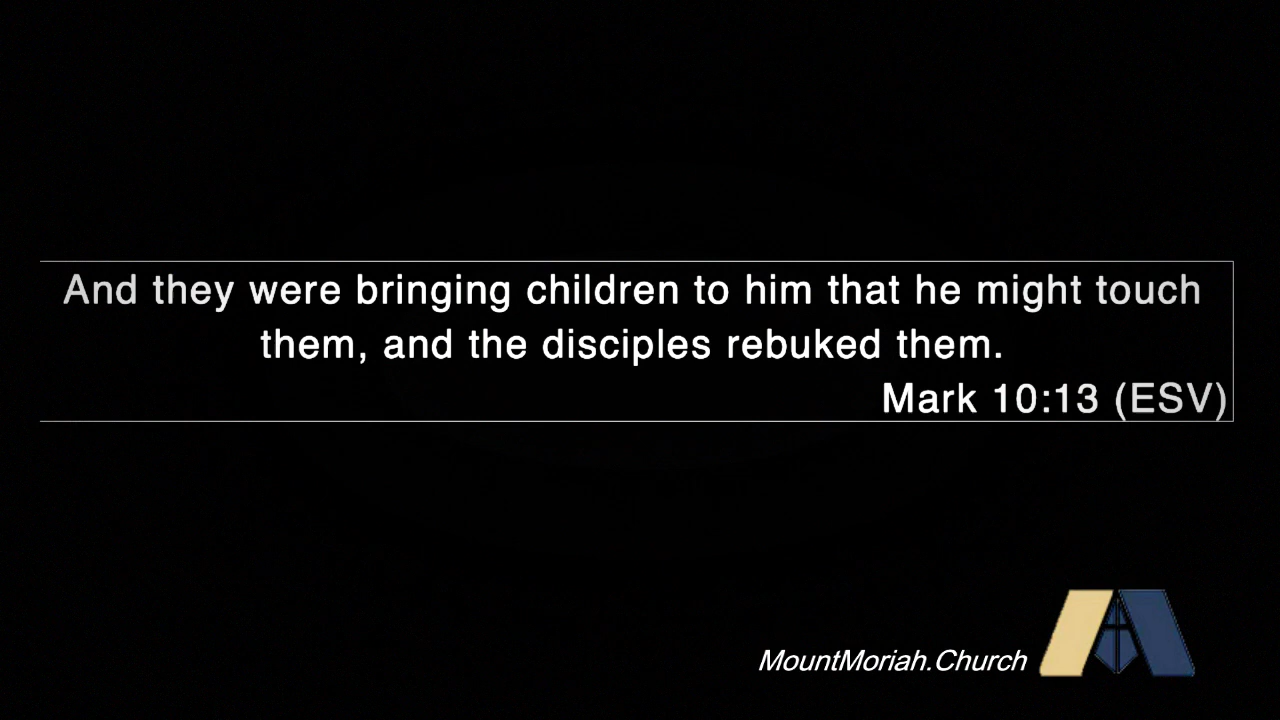 And they were bringing children to him that he might touch
them, and the disciples rebuked them.
Mark 10:13 (ESV)
MountMoriah.Church